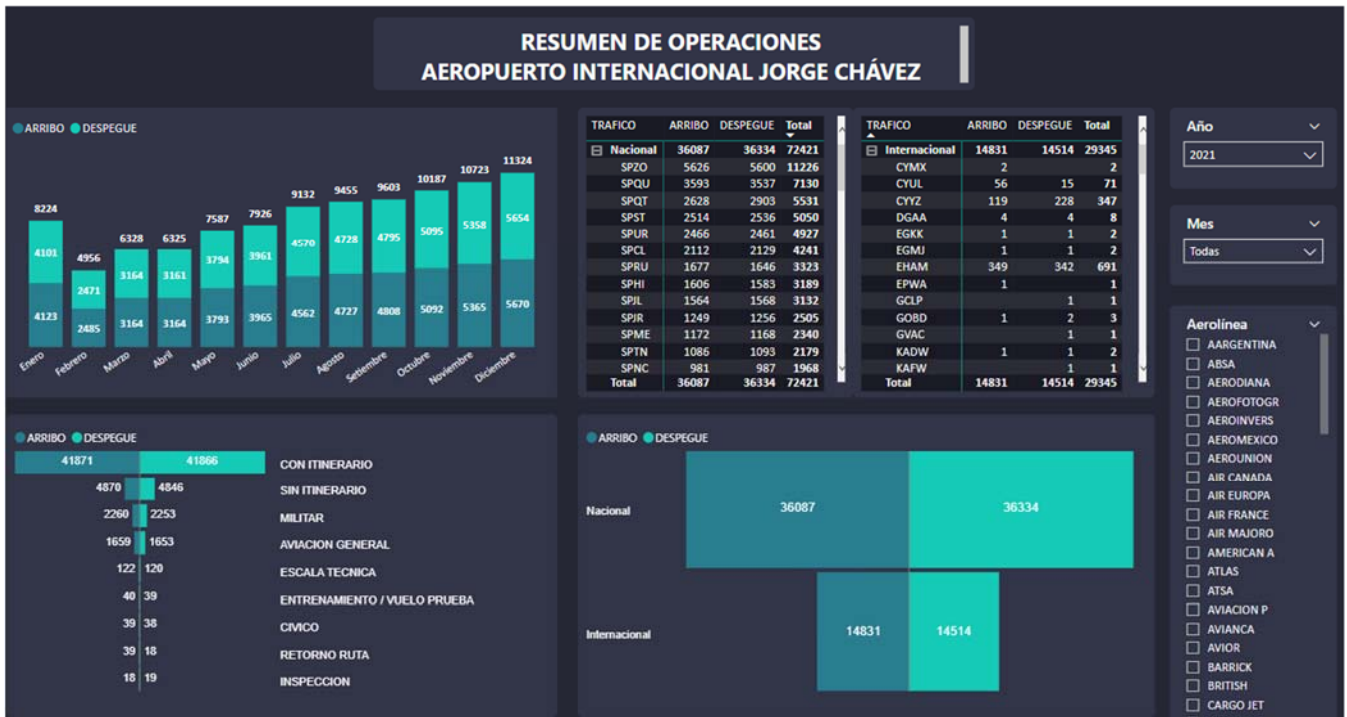 RESUMEN DE OPERACIONES
AEROPUERTO INTERNACIONAL JORGE CHÁVEZ
ARRIBO DESPEGUE
8224 4956 6328 6325 7587 7926 9132 9455 9603 10187 10723 11324
4101 2471 3164 3161 3794 3961 4570 4728 4795 5095 5358 5654
4123 2485 3164 3164 3793 3965 4562 4727 4808 5092 5365 5670
Enero Febrero Marzo Abril Mayo Junio Julio Agosto Setiembre Octubre Noviembre Diciembre
TRAFICO ARRIBO DESPEGUE Total
Nacional 36087 36334 72421
SPZO 5626 5600 11226
SPQU 3593 3537 7130
SPQT 2628 2903 5531
SPST 2514 2536 5050
SPUR 2466 2461 4927
SPCL 2112 2129 4241
SPRU 1677 1646 3323
SPHI 1606 1583 3189
SPJL 1564 1568 3132
SPJR 1249 1256 2505
SPME 1172 1168 2340
SPTN 1086 1093 2179
SPNC 981 987 1968
Total 36087 36334 72421
TRAFICO ARRIBO DESPEGUE Total
Internacional 14831 14514 29345
CYMX 2 2
CYUL 56 15 71
CYYZ 119 228 347
DGAA 4 4 8
EGKK 1 1 2
EGMJ 1 1 2
EHAM 349 342 691
EPWA 1 1
GCLP 1 1
GOBD 1 2 3
GVAC 1 1
KADW 1 1 2
KAFW 1 1
Total 14831 14514 29345
Año
2021
Mes
Todas
Aerolínea
AARGENTINA
ABSA
AERODIANA
AEROFOTOGR
AEROINVERS
AEROMEXICO
AEROUNION
AIR CANADA
AIR EUROPA
AIR FRANCE
AIR MAJORO
AMERICAN A
ATLAS
ATSA
AVIACION P
AVIANCA
AVIOR
BARRICK
BRITISH
CARGO JET
ARRIBO DESPEGUE
41871 41866 CON ITINERARIO
4870 4846 SIN ITINERARIO
2260 2253 MILITAR
1659 1653 AVIACION GENERAL
122 120 ESCALA TECNICA
40 39 ENTRENAMIENTO / VUELO PRUEBA
39 38 CIVICO
39 18 RETORNO RUTA
18 19 INSPECCION
ARRIBO DESPEGUE
Nacional 36087 36334
Internacional 14831 14514